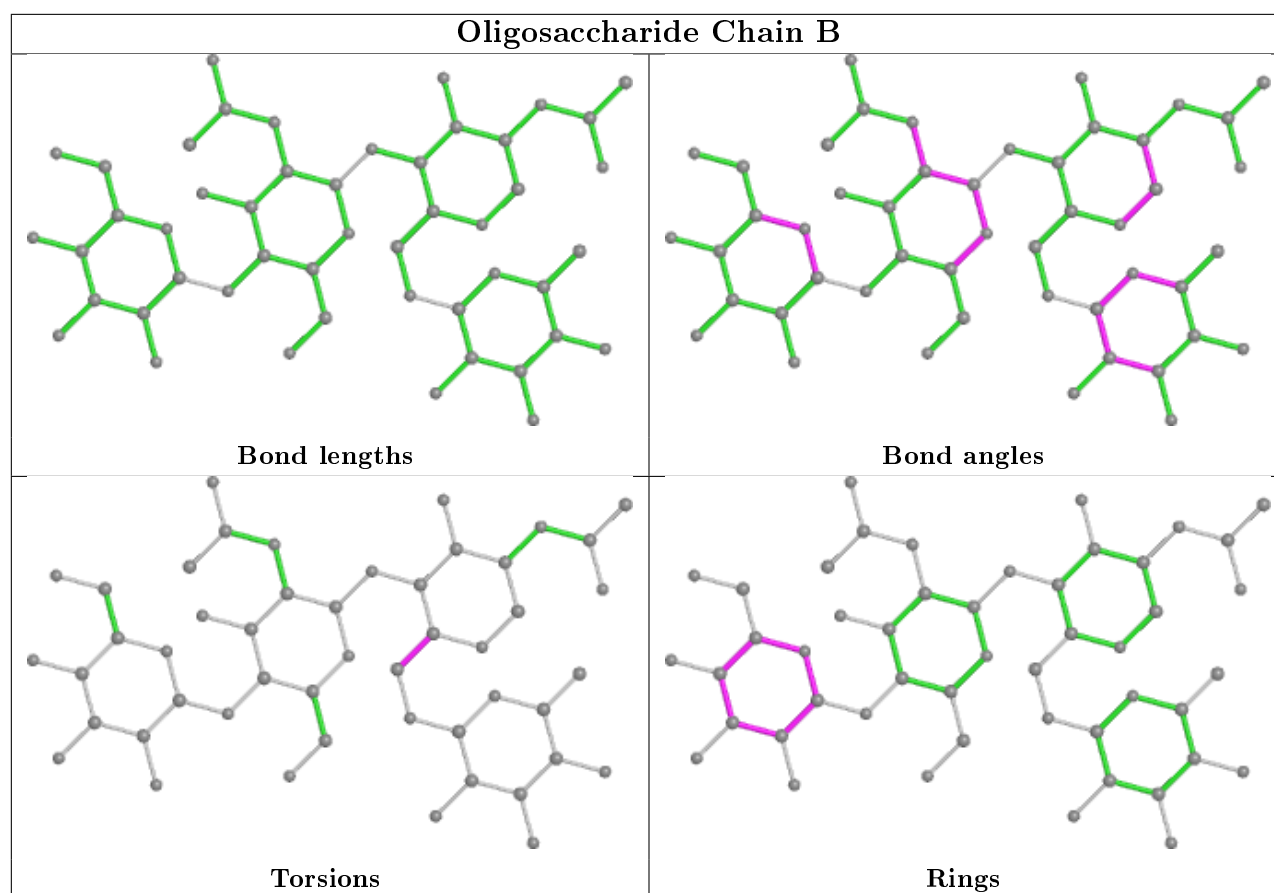 Oligosaccharide Chain B
Bond lengths
Bond angles
Torsions
Rings